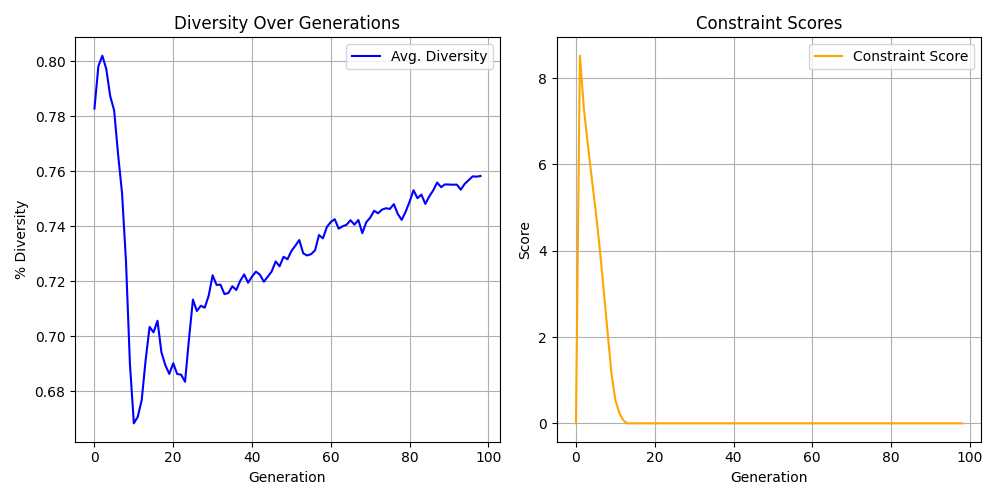 Diversity Over Generations
Avg. Diversity
% Diversity
0.80
0.78
0.76
0.74
0.72
0.70
0.68
0 20 40 60 80 100
Generation
Constraint Scores
Constraint Score
Score
8
6
4
2
0
0 20 40 60 80 100
Generation